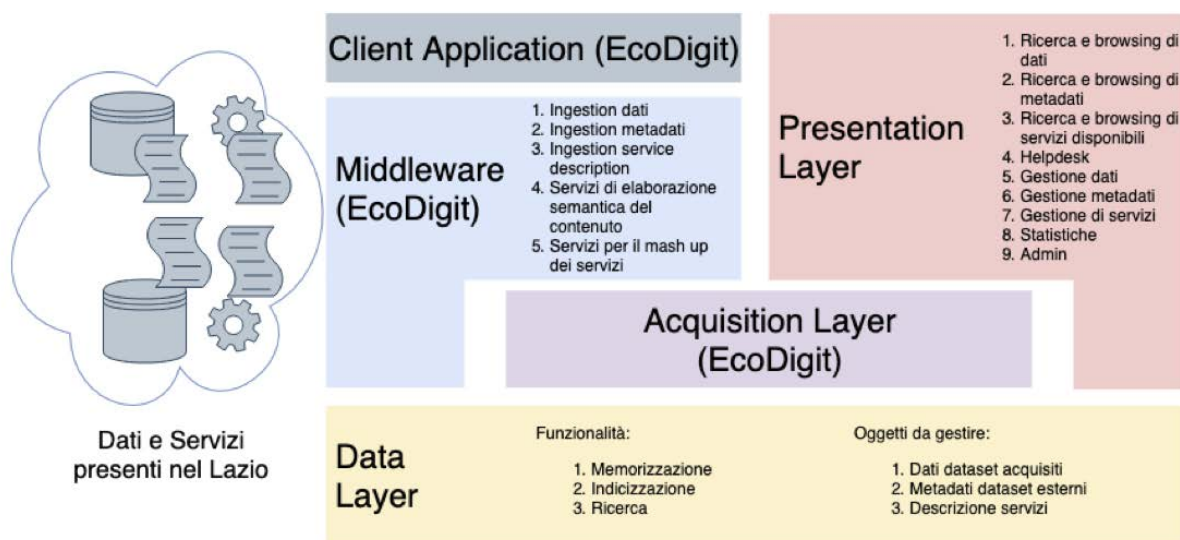 Client Application (EcoDigit)
Middleware
(EcoDigit)
1. Ingestion dati
2. Ingestion metadati
3. Ingestion service
description
4. Servizi di elaborazione
semantica del
contenuto
5. Servizi per il mash up
dei servizi
Presentation
Layer
1. Ricerca e browsing di
dati
2. Ricerca e browsing di
metadati
3. Ricerca e browsing di
servizi disponibili
4. Helpdesk
5. Gestione dati
6. Gestione metadati
7. Gestione di servizi
8. Statistiche
9. Admin
Acquisition Layer
(EcoDigit)
Dati e Servizi
presenti nel Lazio
Data
Layer
Funzionalità:
1. Memorizzazione
2. Indicizzazione
3. Ricerca
Oggetti da gestire:
1. Dati dataset acquisiti
2. Metadati dataset esterni
3. Descrizione servizi